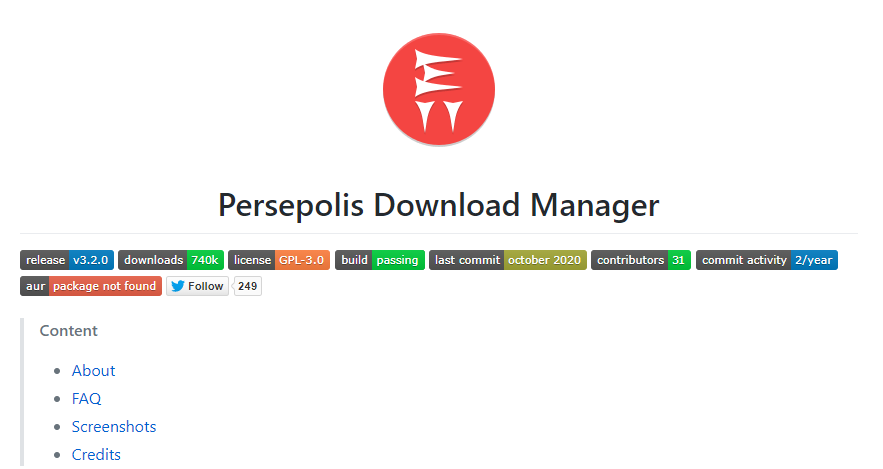 Persepolis Download Manager
release v3.2.0 downloads 740k license GPL-3.0 build passing last commit october 2020 contributors 31 commit activity 2/year
aur package not found Follow 249
Content
About
FAQ
Screenshots
Credits